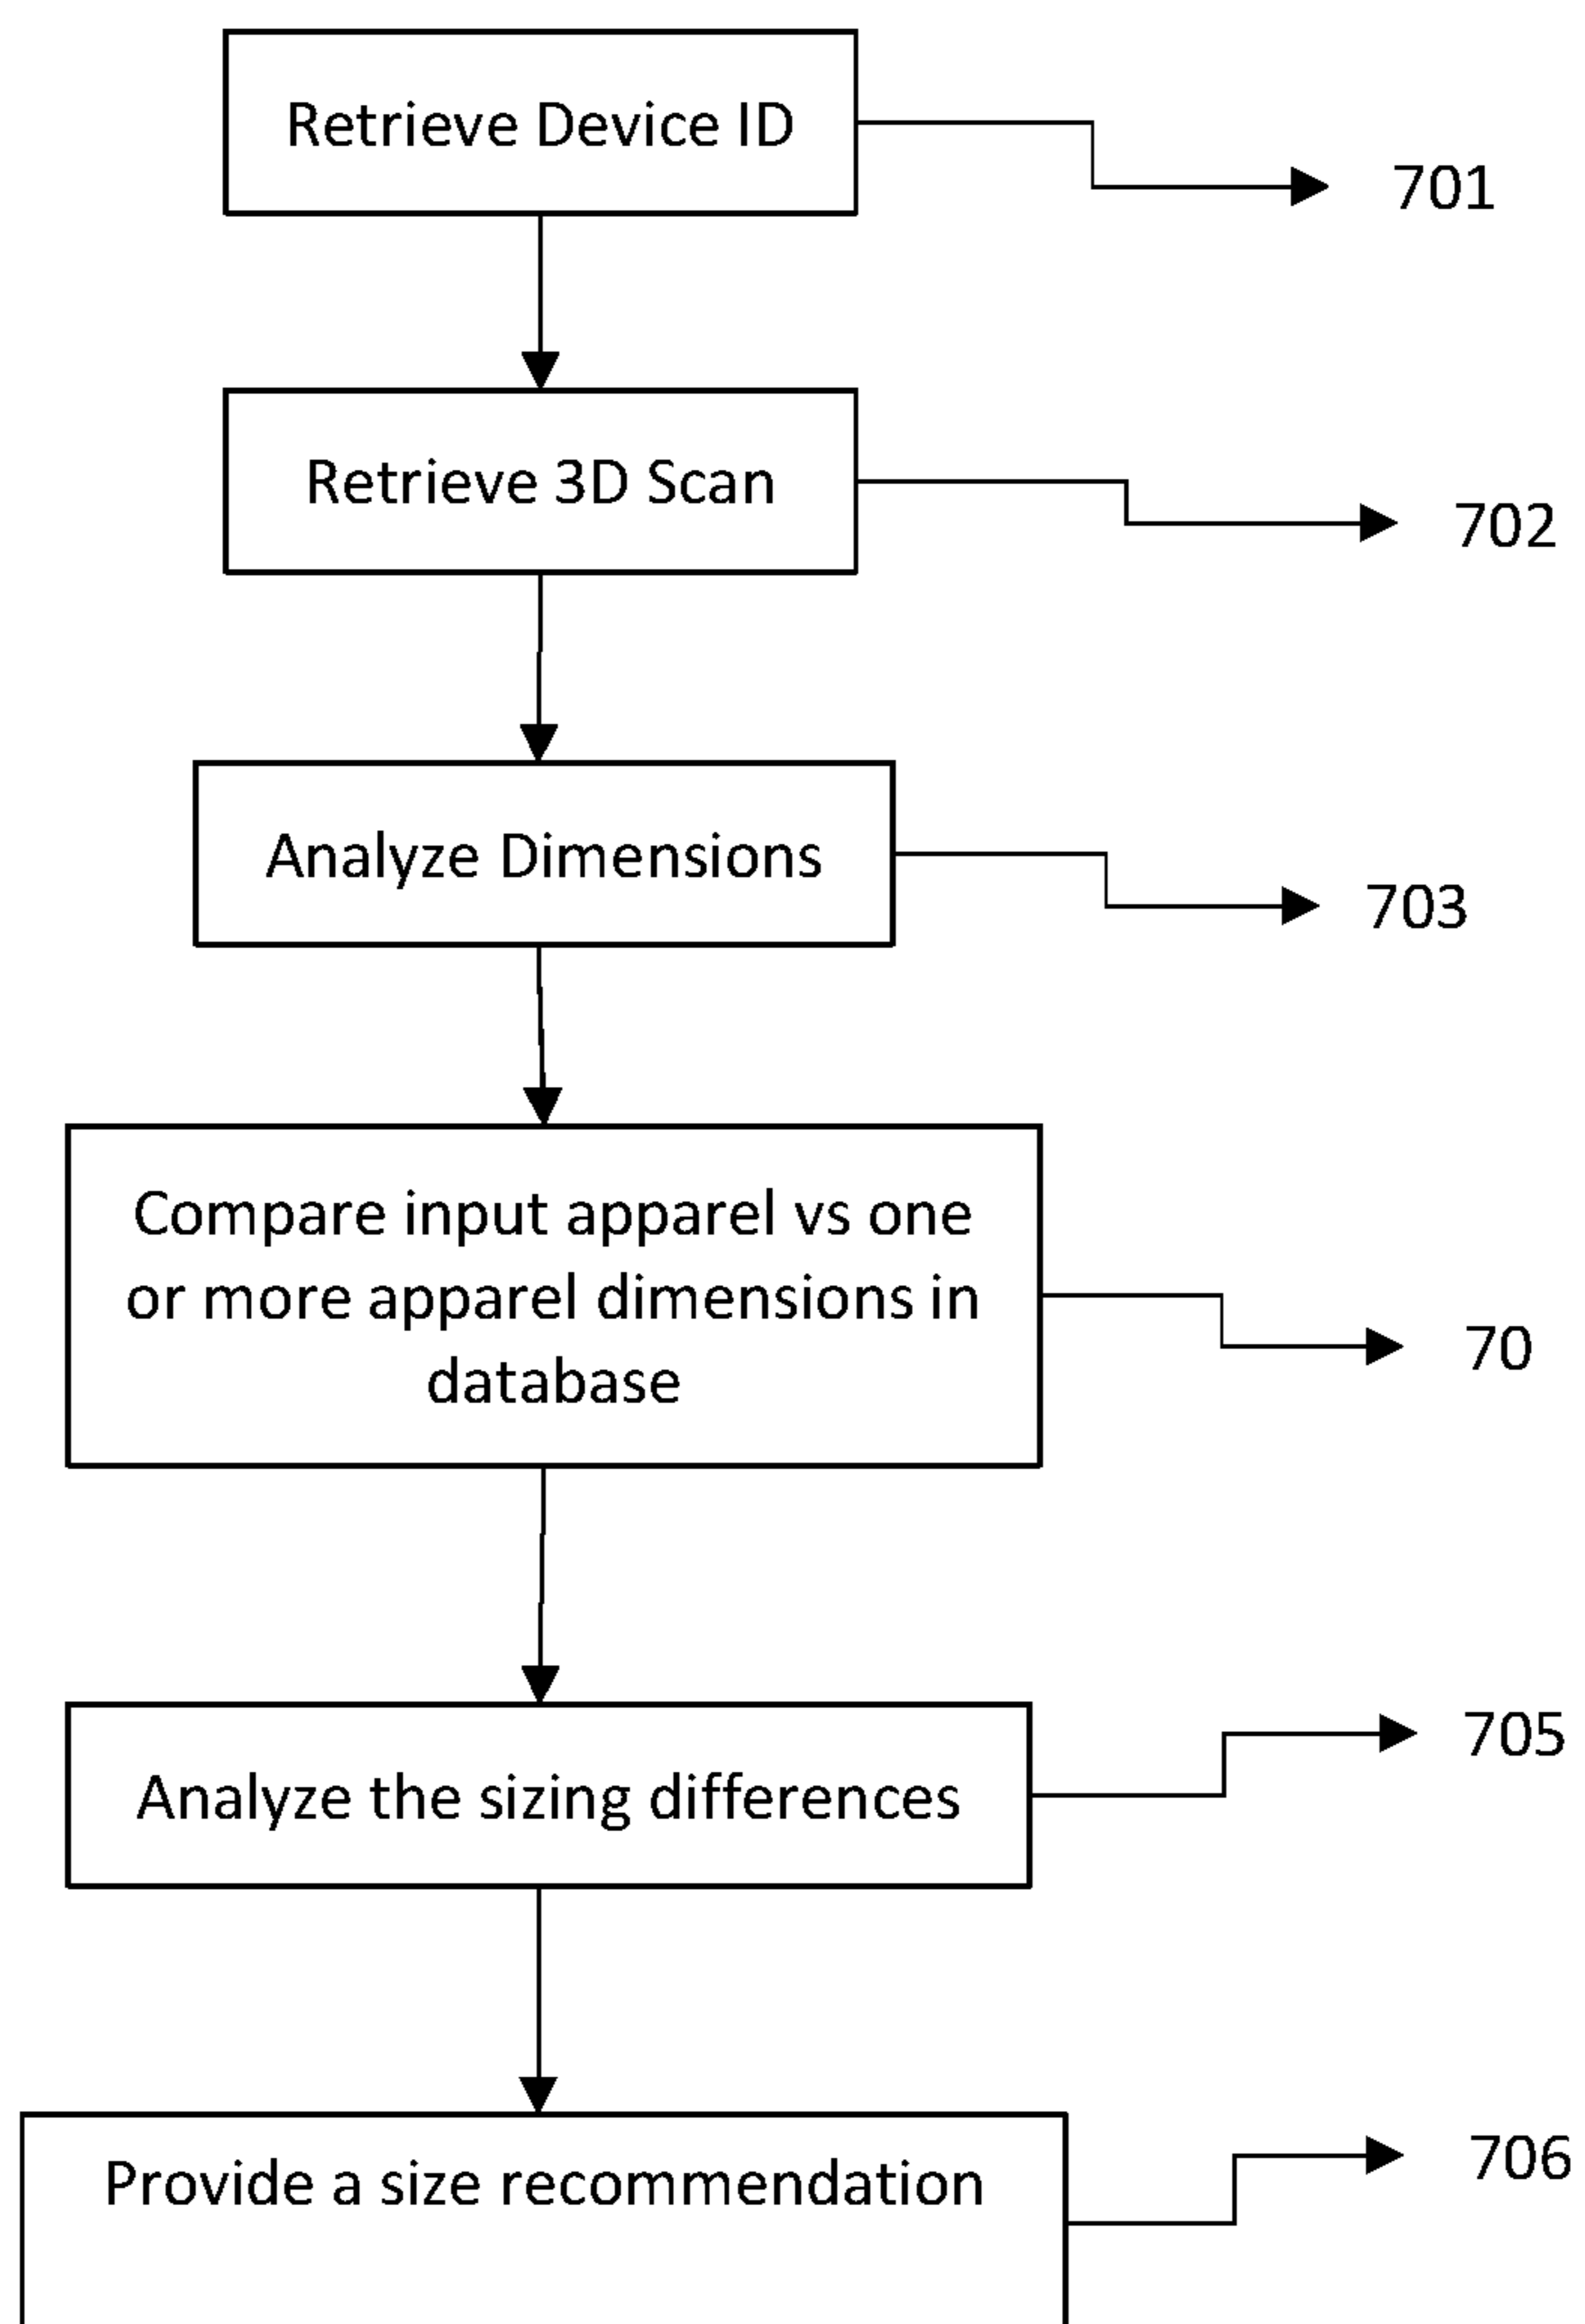 Retrieve Device ID
701
Retrieve 3D Scan
702
Analyze Dimensions
703
Compare input apparel vs one
or more apparel dimensions in
database
70
705
Analyze the sizing differences
706
Provide a size recommendation